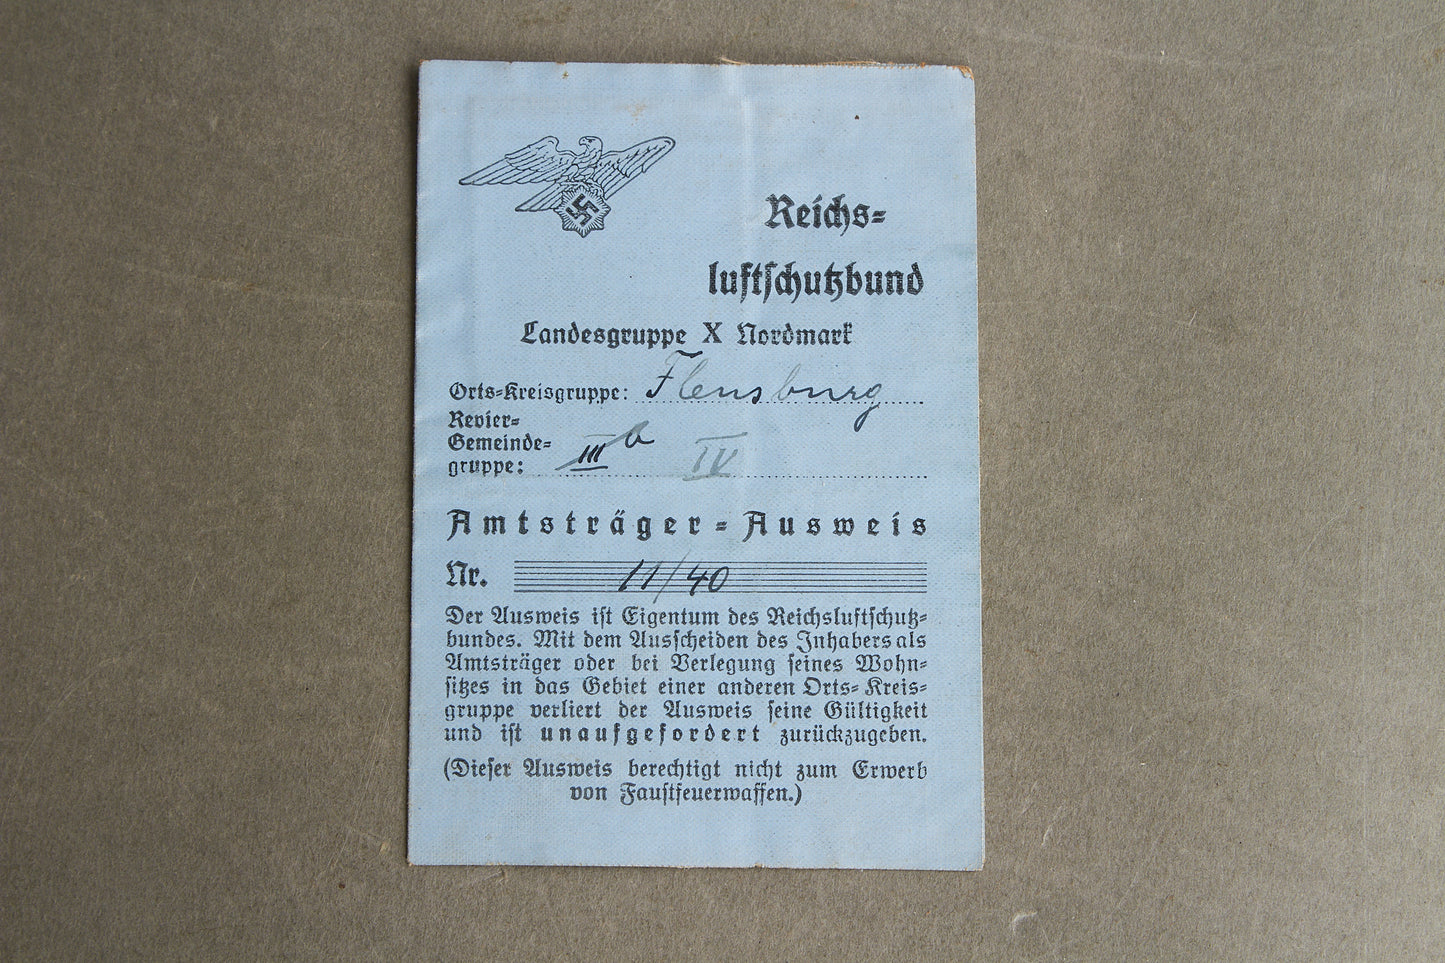 Reichs=
luftschutzbund
Landesgruppe X Nordmark
Orts=Kreisgruppe: Flensburg
Revier=
Gemeinde=
gruppe: III b IV
Amtsträger=Ausweis
Nr. 11/40
Der Ausweis ist Eigentum des Reichsluftschutz=
bundes. Mit dem Ausscheiden des Inhabers als
Amtsträger oder bei Verlegung seines Wohn=
sitzes in das Gebiet einer anderen Orts= Kreis=
gruppe verliert der Ausweis seine Gültigkeit
und ist unaufgefordert zurückzugeben.
(Dieser Ausweis berechtigt nicht zum Erwerb
von Faustfeuerwaffen.)